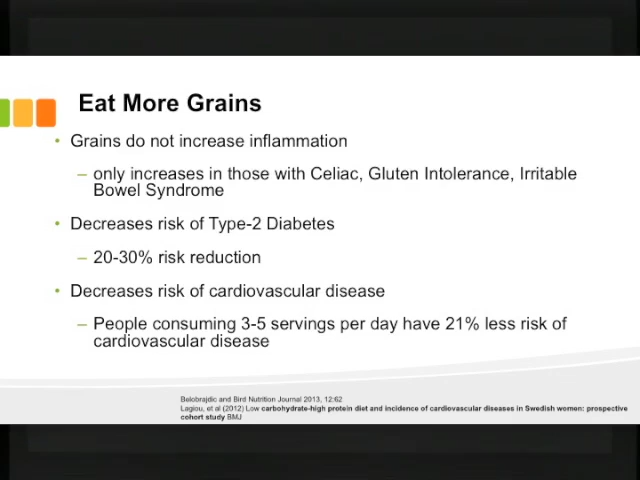 Eat More Grains
• Grains do not increase inflammation
– only increases in those with Celiac, Gluten Intolerance, Irritable
Bowel Syndrome
• Decreases risk of Type-2 Diabetes
– 20-30% risk reduction
• Decreases risk of cardiovascular disease
– People consuming 3-5 servings per day have 21% less risk of
cardiovascular disease
Belobrajdic and Bird Nutrition Journal 2013, 12:62
Lagiou, et al (2012) Low carbohydrate-high protein diet and incidence of cardiovascular diseases in Swedish women: prospective
cohort study BMJ